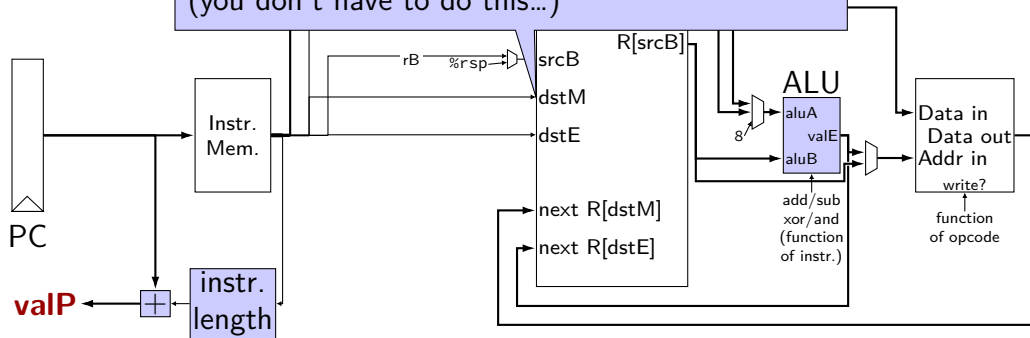 (you don't have to do this…)
R[srcB]
rB
%rsp
srcB
dstM
dstE
next R[dstM]
next R[dstE]
PC
Instr.
Mem.
instr.
length
+
valP
8
ALU
aluA
valE
aluB
add/sub
xor/and
(function
of instr.)
Data in
Data out
Addr in
write?
function
of opcode